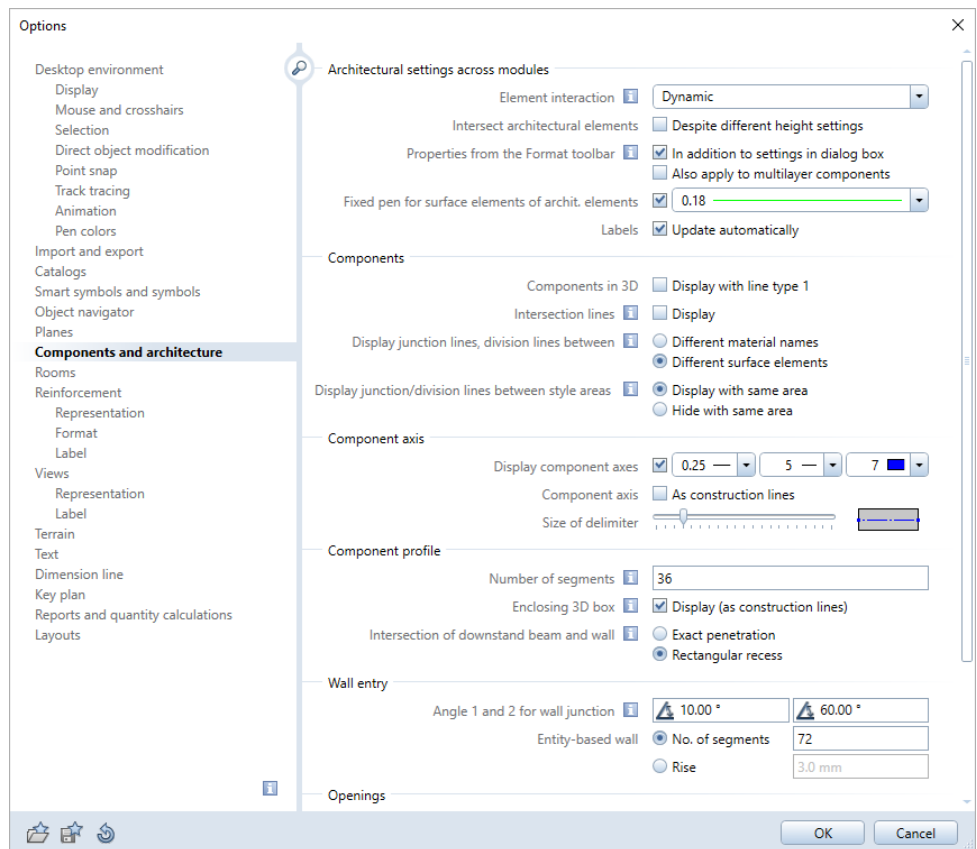 Options
Desktop environment
Display
Mouse and crosshairs
Selection
Direct object modification
Point snap
Track tracing
Animation
Pen colors
Import and export
Catalogs
Smart symbols and symbols
Object navigator
Planes
Components and architecture
Rooms
Reinforcement
Representation
Format
Label
Views
Representation
Label
Terrain
Text
Dimension line
Key plan
Reports and quantity calculations
Layouts
Architectural settings across modules
Element interaction Dynamic
Intersect architectural elements Despite different height settings
Properties from the Format toolbar In addition to settings in dialog box
Also apply to multilayer components
Fixed pen for surface elements of archit. elements 0.18
Labels Update automatically
Components
Components in 3D Display with line type 1
Intersection lines Display
Display junction lines, division lines between Different material names
Different surface elements
Display junction/division lines between style areas Display with same area
Hide with same area
Component axis
Display component axes 0.25 5 7
Component axis As construction lines
Size of delimiter
Component profile
Number of segments 36
Enclosing 3D box Display (as construction lines)
Intersection of downstand beam and wall Exact penetration
Rectangular recess
Wall entry
Angle 1 and 2 for wall junction 10.00 ° 60.00 °
Entity-based wall No. of segments 72
Rise 3.0 mm
Openings
OK Cancel